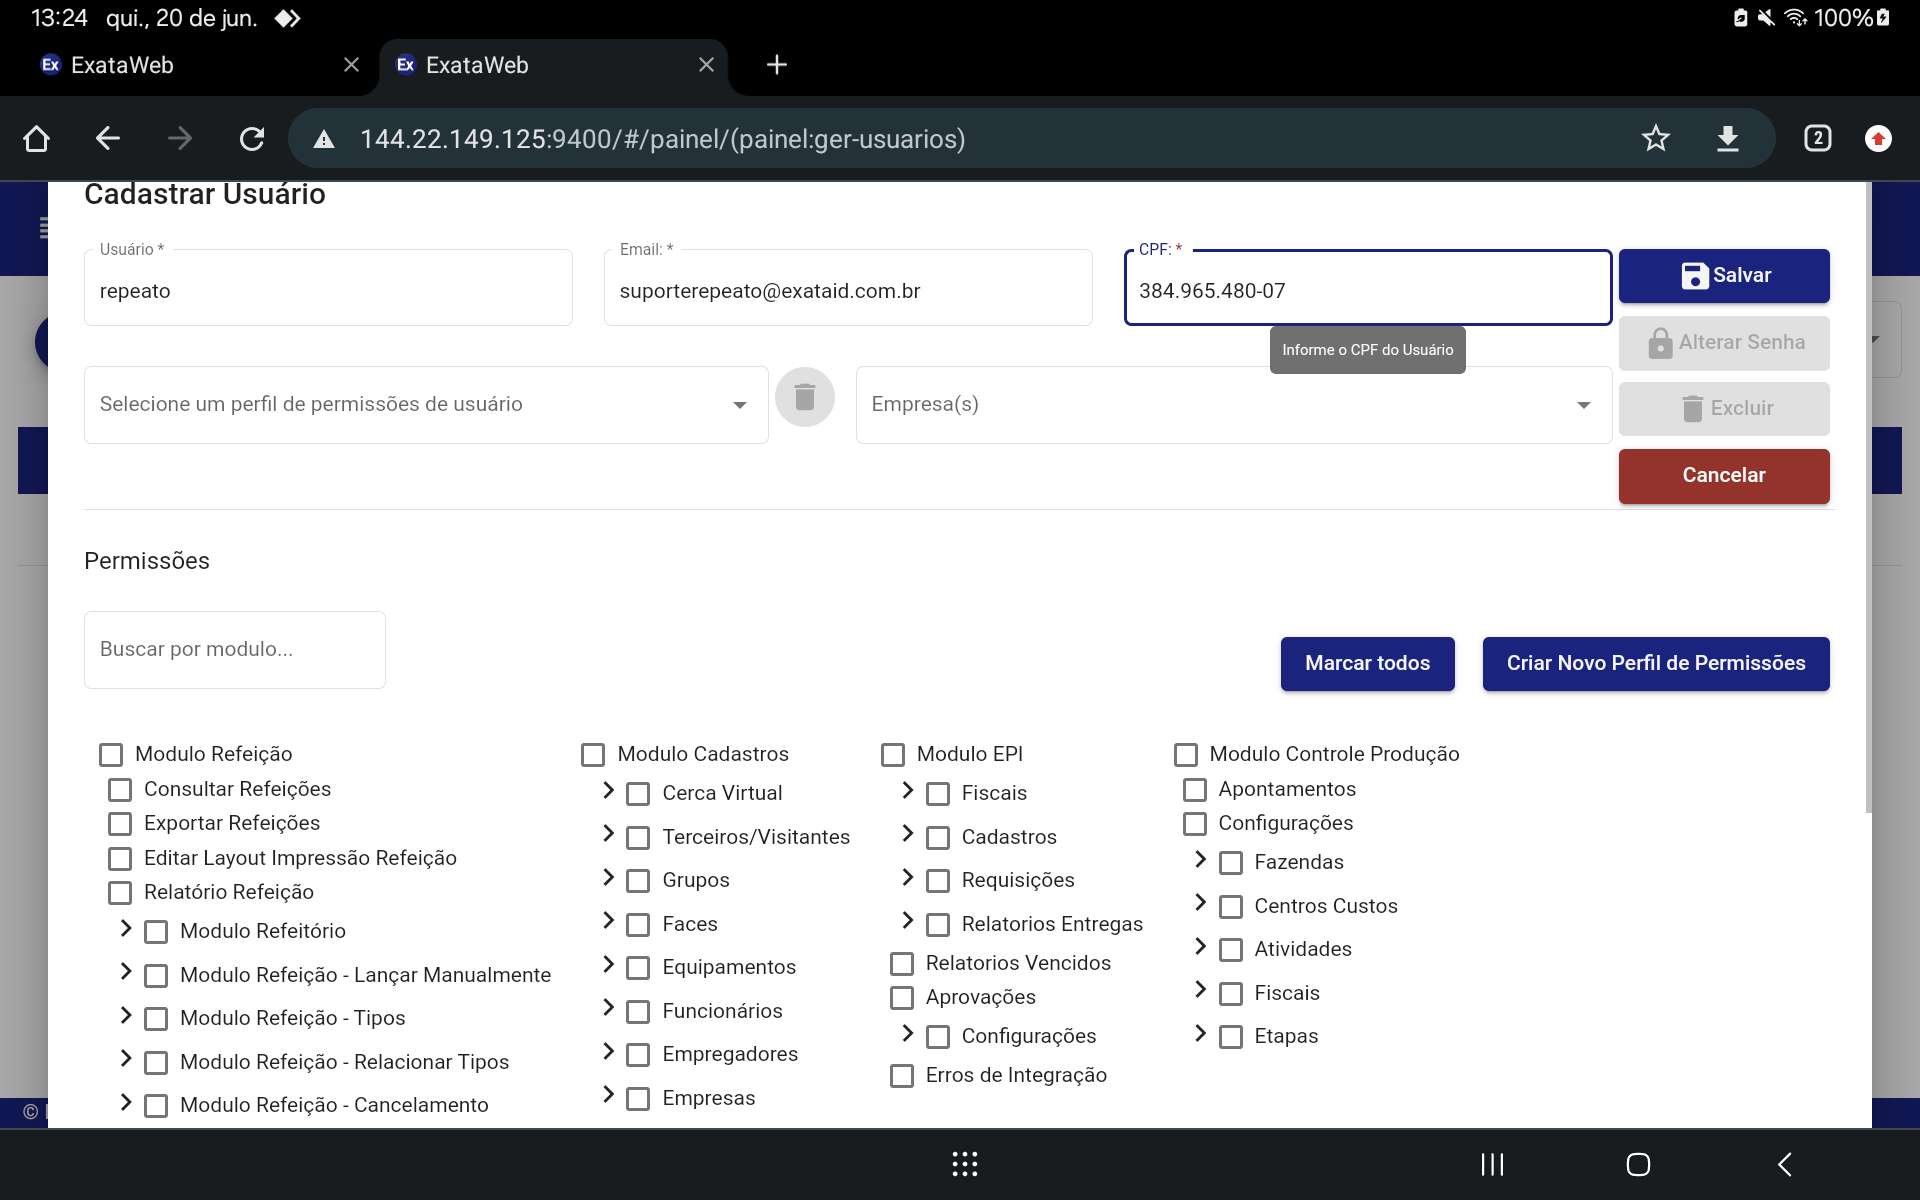 13:24 qui., 20 de jun. 100%
Ex ExataWeb
Ex ExataWeb
144.22.149.125:9400/#/painel/(painel:ger-usuarios) 2
Cadastrar Usuário
Usuário * Email: * CPF: *
repeato suporterepeato@exataid.com.br 384.965.480-07
Salvar
Informe o CPF do Usuário
Alterar Senha
Selecione um perfil de permissões de usuário Empresa(s)
Excluir
Cancelar
Permissões
Buscar por modulo...
Marcar todos Criar Novo Perfil de Permissões
Modulo Refeição
Consultar Refeições
Exportar Refeições
Editar Layout Impressão Refeição
Relatório Refeição
Modulo Refeitório
Modulo Refeição - Lançar Manualmente
Modulo Refeição - Tipos
Modulo Refeição - Relacionar Tipos
Modulo Refeição - Cancelamento
Modulo Cadastros
Cerca Virtual
Terceiros/Visitantes
Grupos
Faces
Equipamentos
Funcionários
Empregadores
Empresas
Modulo EPI
Fiscais
Cadastros
Requisições
Relatorios Entregas
Relatorios Vencidos
Aprovações
Configurações
Erros de Integração
Modulo Controle Produção
Apontamentos
Configurações
Fazendas
Centros Custos
Atividades
Fiscais
Etapas
©